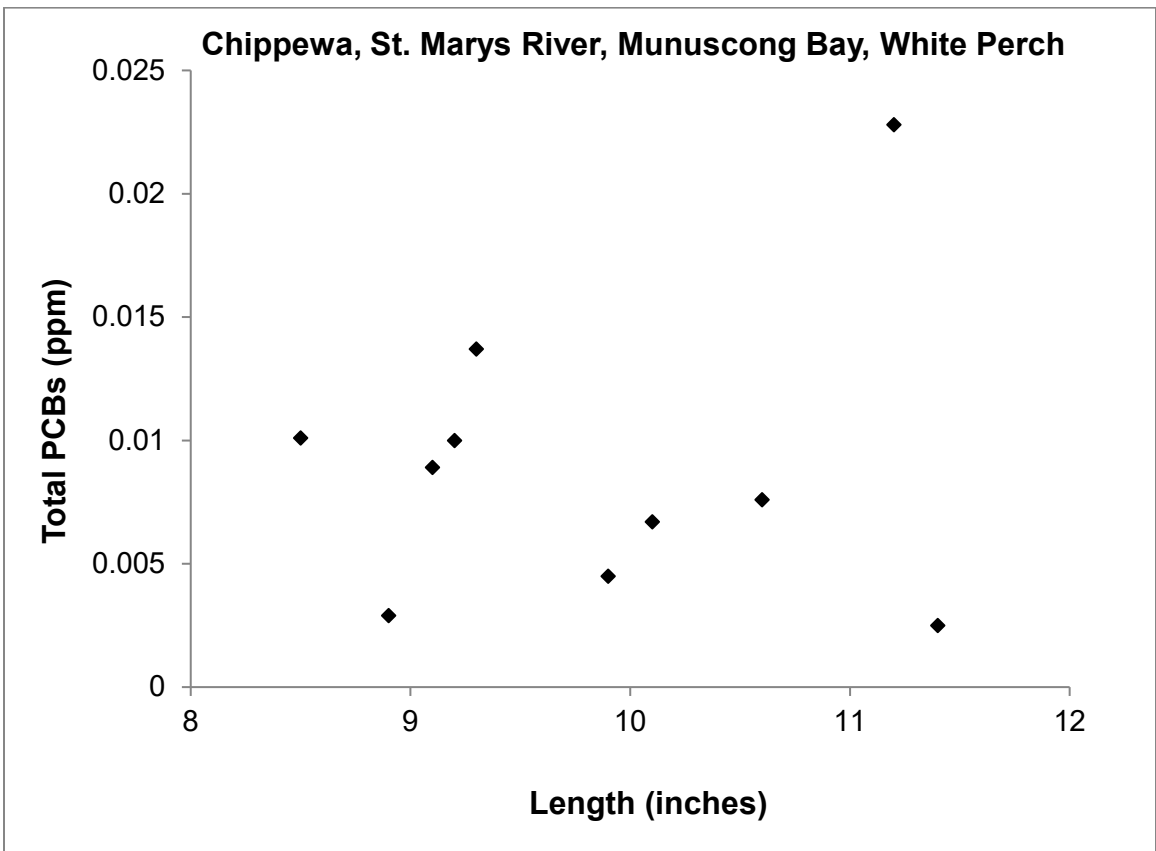 Chippewa, St. Marys River, Munuscong Bay, White Perch
0.025
0.02
0.015
0.01
0.005
0
Total PCBs (ppm)
8 9 10 11 12
Length (inches)